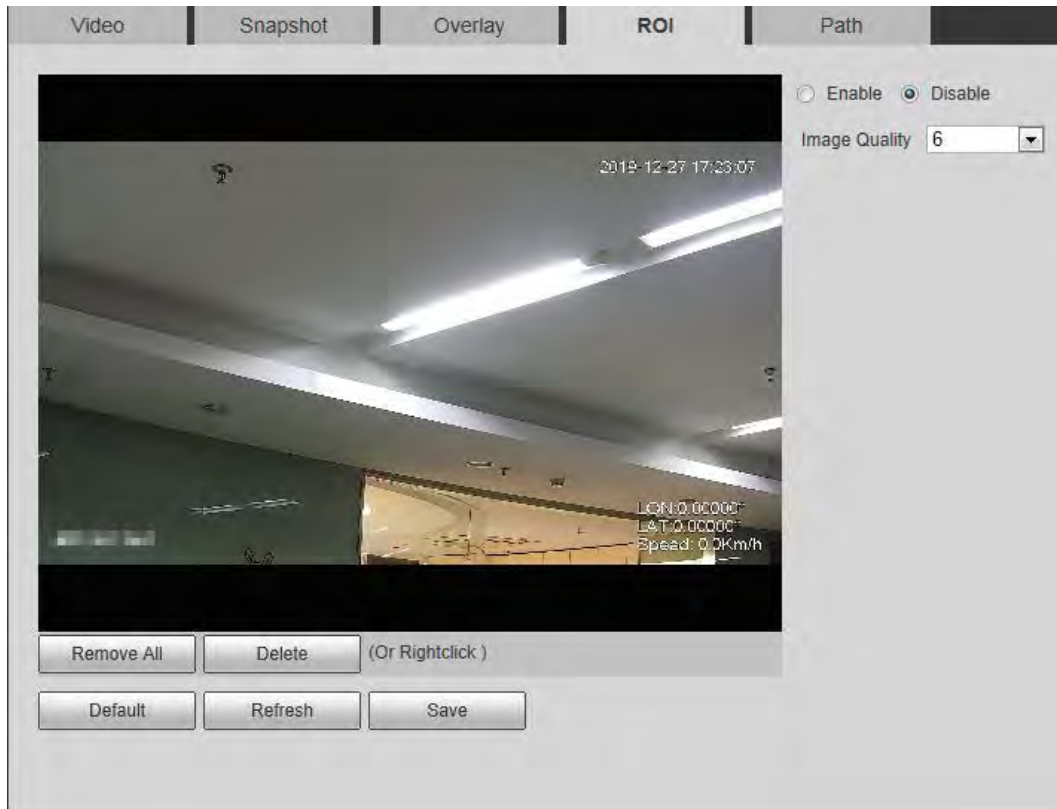 Video Snapshot Overlay ROI Path
Enable Disable
Image Quality 6
2019-12-27 17:23:07
LON:0.00000°
LAT:0.00000°
Speed: 0.0Km/h
Remove All Delete (Or Rightclick )
Default Refresh Save